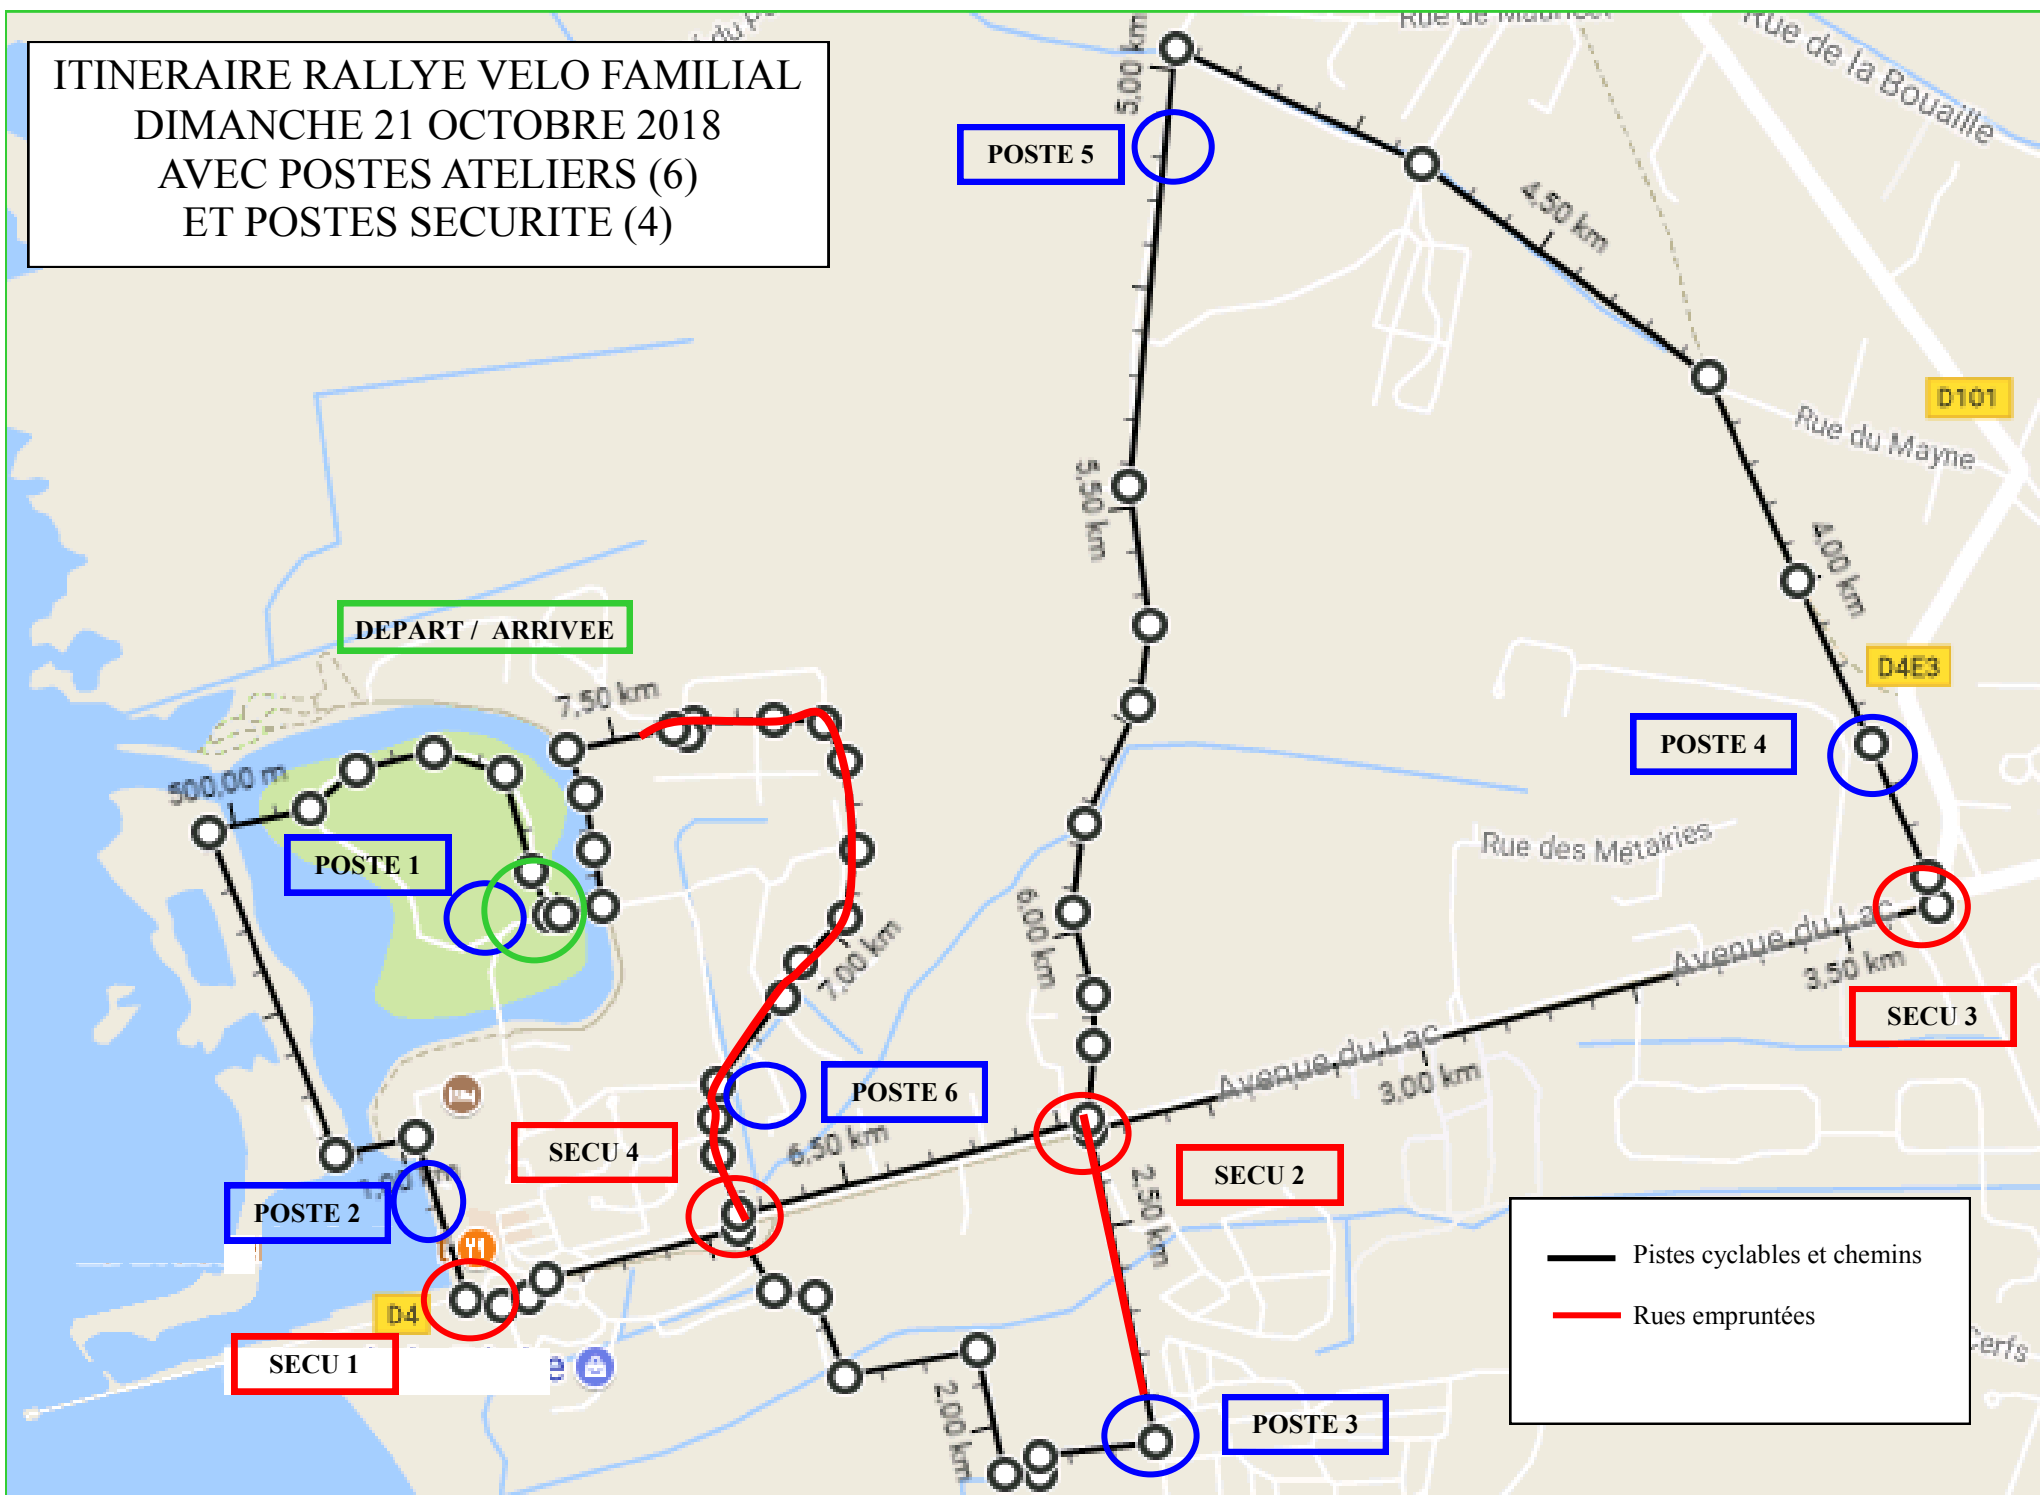 ITINERAIRE RALLYE VELO FAMILIAL
DIMANCHE 21 OCTOBRE 2018
AVEC POSTES ATELIERS (6)
ET POSTES SECURITE (4)
Rue de la Bouaille
5,00 km
POSTE 5
4,50 km
D101
Rue du Mayne
5,50 km
4,00 km
DEPART / ARRIVEE
D4E3
7,50 km
POSTE 4
500,00 m
Rue des Métairies
POSTE 1
6,00 km
Avenue du Lac
3,50 km
7,00 km
SECU 3
Avenue du Lac
3,00 km
POSTE 6
SECU 4
6,50 km
SECU 2
2,50 km
1,00 km
POSTE 2
Pistes cyclables et chemins
D4
Rues empruntées
Cerfs
SECU 1
e
2,00 km
POSTE 3